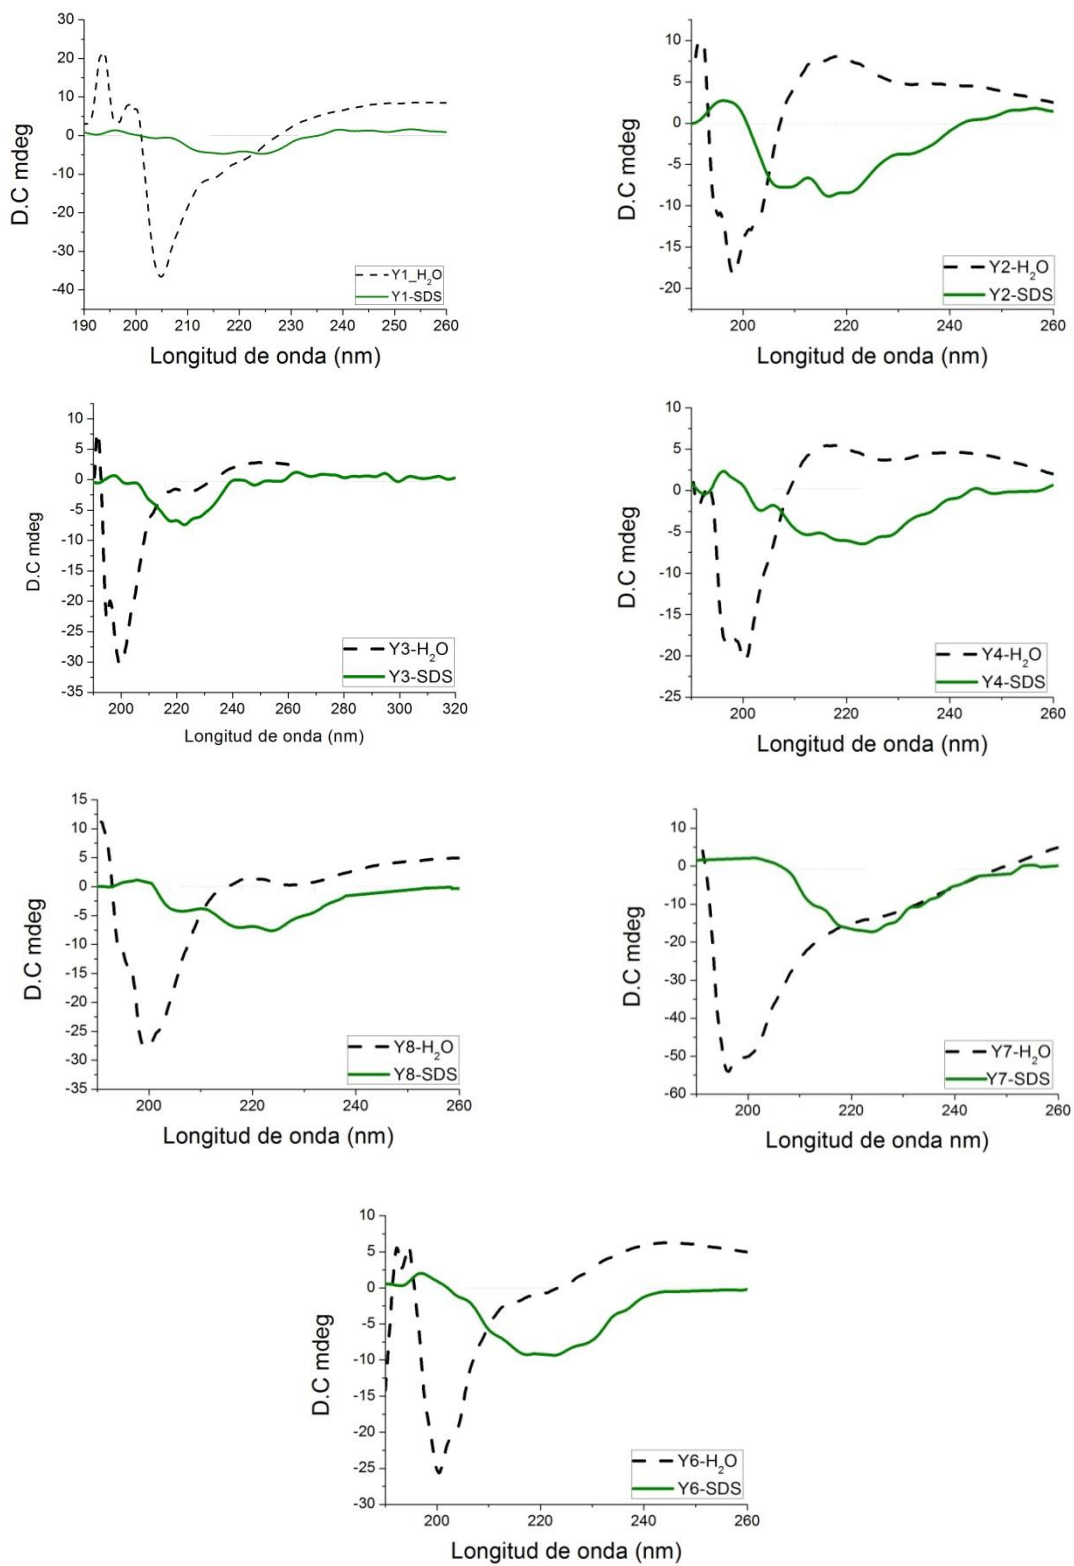 30
20
10
0
-10
-20
-30
-40
D.C mdeg
190 200 210 220 230 240 250 260
Longitud de onda (nm)
Y1_H₂O
Y1-SDS
10
5
0
-5
-10
-15
-20
D.C mdeg
200 220 240 260
Longitud de onda (nm)
Y2-H₂O
Y2-SDS
10
5
0
-5
-10
-15
-20
-25
-30
-35
D.C mdeg
200 220 240 260 280 300 320
Longitud de onda (nm)
Y3-H₂O
Y3-SDS
10
5
0
-5
-10
-15
-20
-25
D.C mdeg
200 220 240 260
Longitud de onda (nm)
Y4-H₂O
Y4-SDS
15
10
5
0
-5
-10
-15
-20
-25
-30
-35
D.C mdeg
200 220 240 260
Longitud de onda (nm)
Y8-H₂O
Y8-SDS
10
0
-10
-20
-30
-40
-50
-60
D.C mdeg
200 220 240 260
Longitud de onda nm)
Y7-H₂O
Y7-SDS
10
5
0
-5
-10
-15
-20
-25
-30
D.C mdeg
200 220 240 260
Longitud de onda (nm)
Y6-H₂O
Y6-SDS